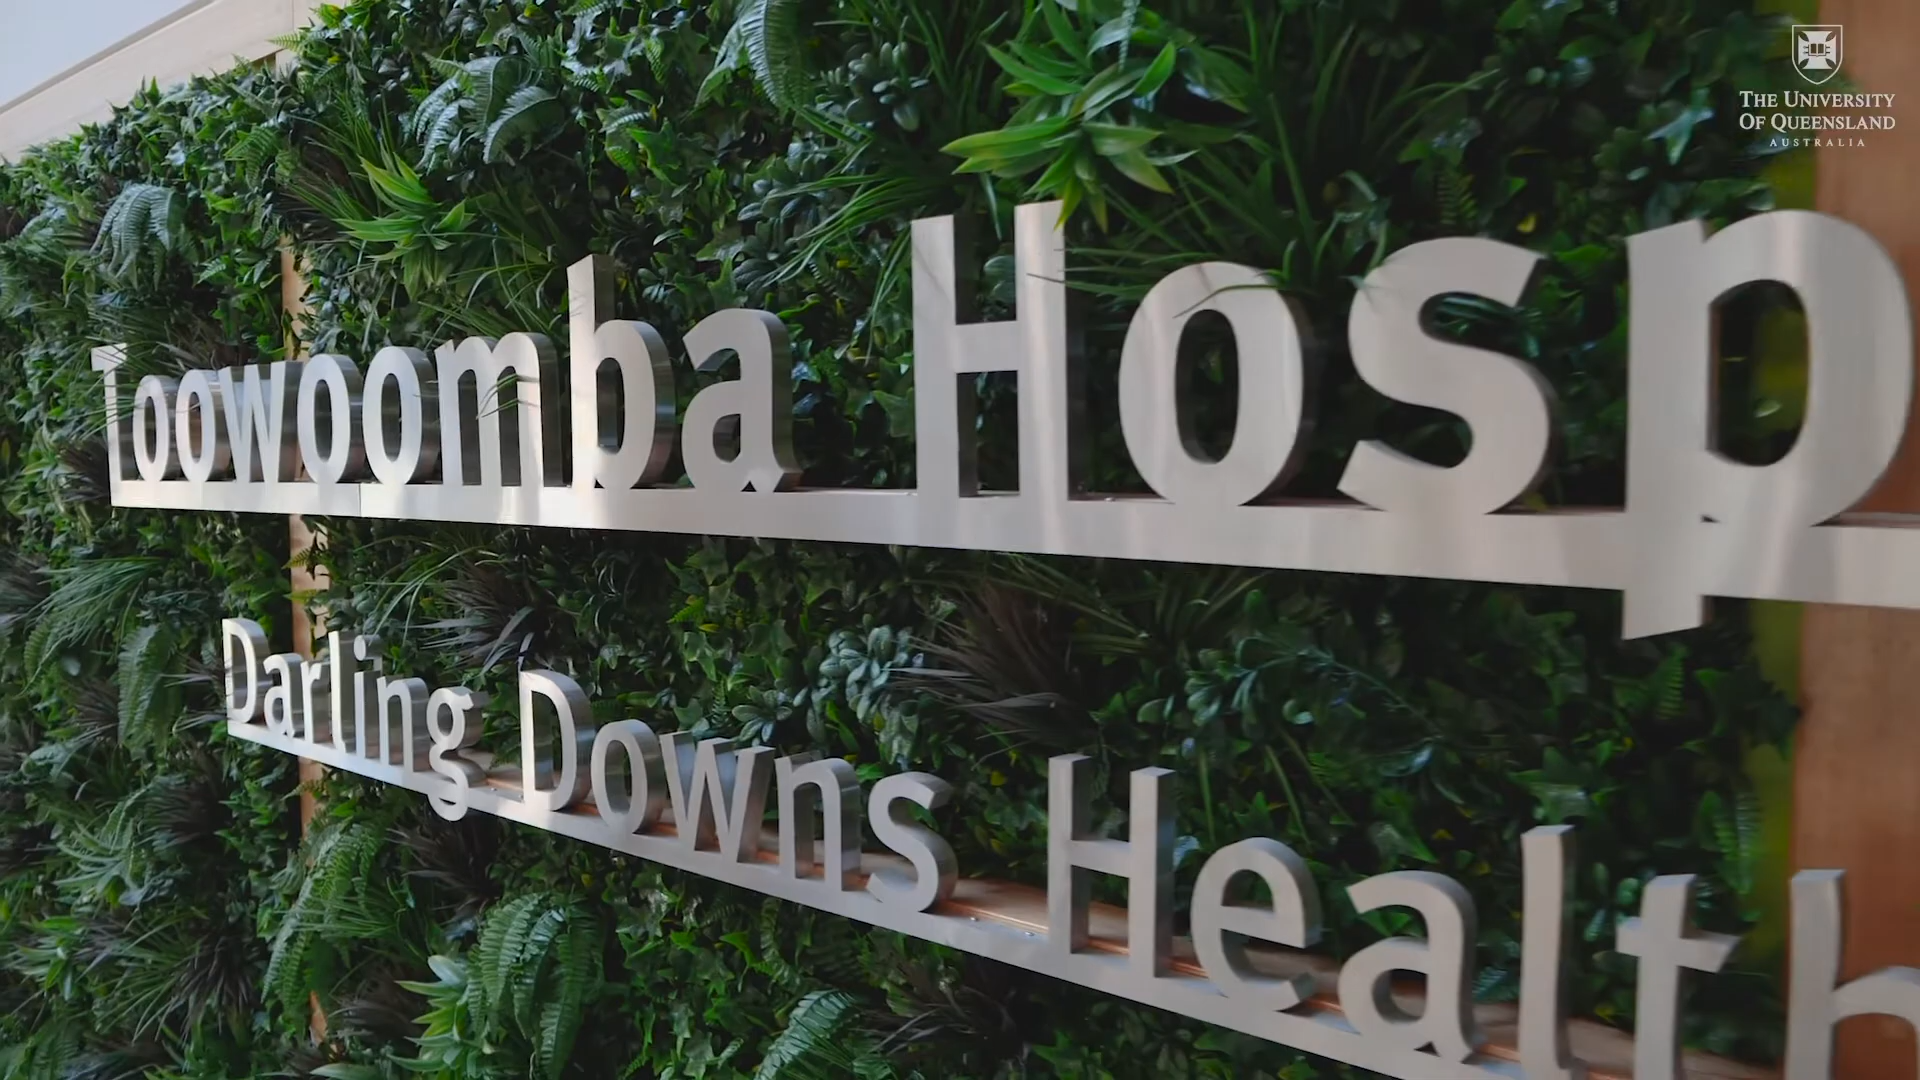 THE UNIVERSITY
OF QUEENSLAND
AUSTRALIA
Toowoomba Hosp
Darling Downs Health